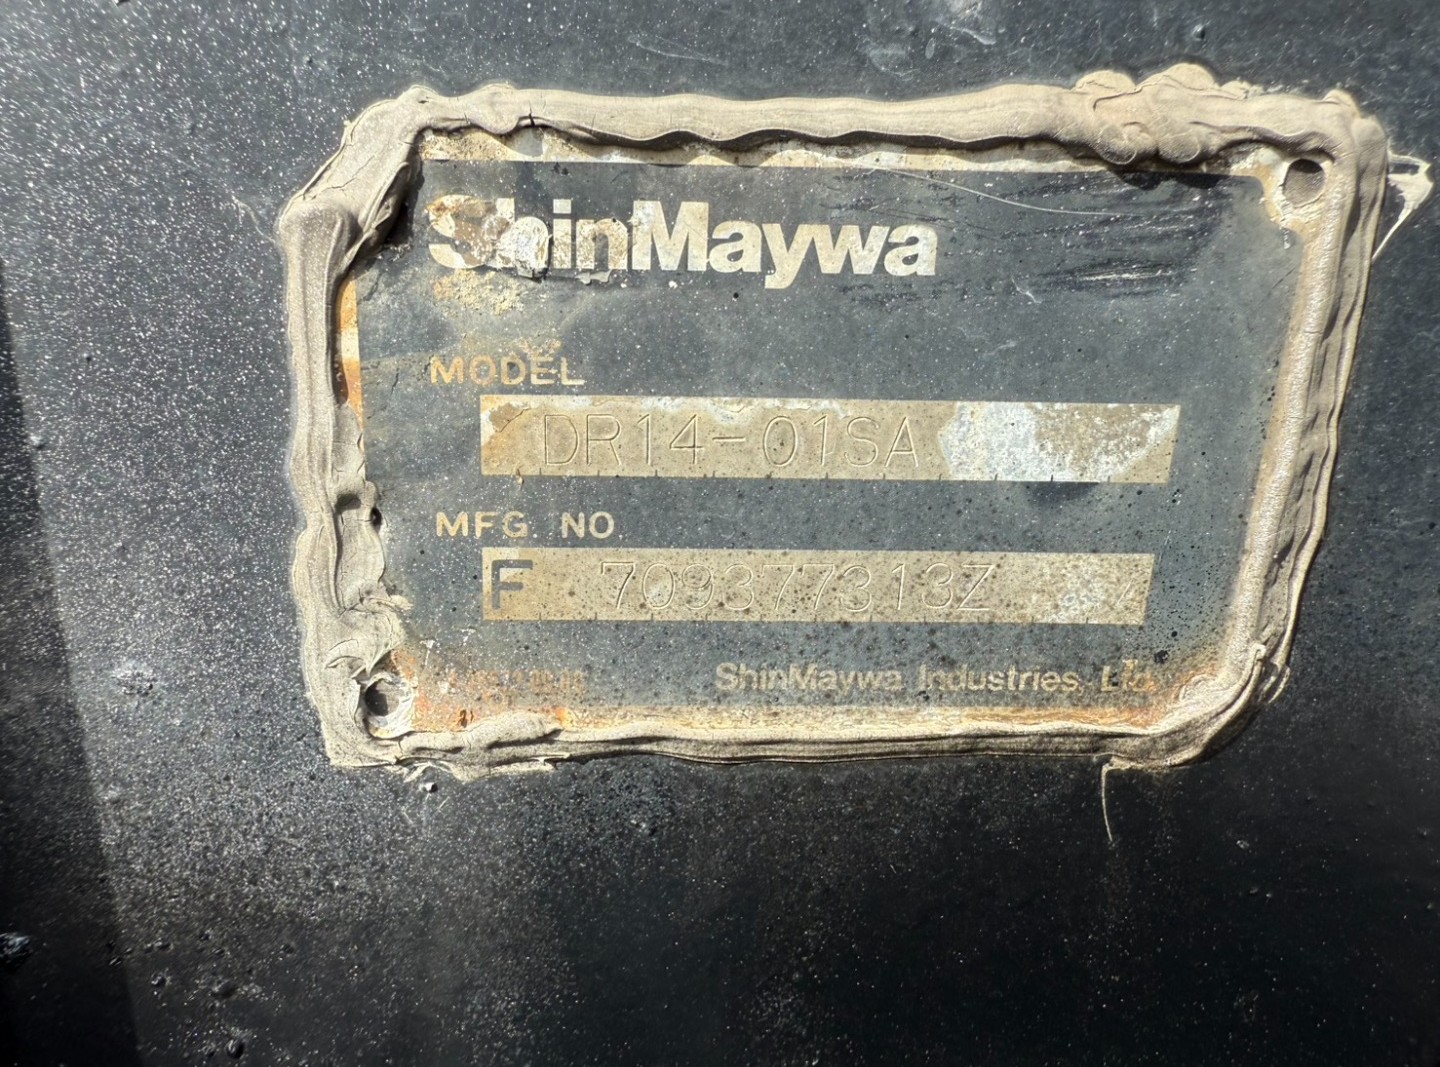 ShinMaywa
MODEL
DR14-01SA
MFG. NO.
F 709377313Z
ShinMaywa Industries Ltd.